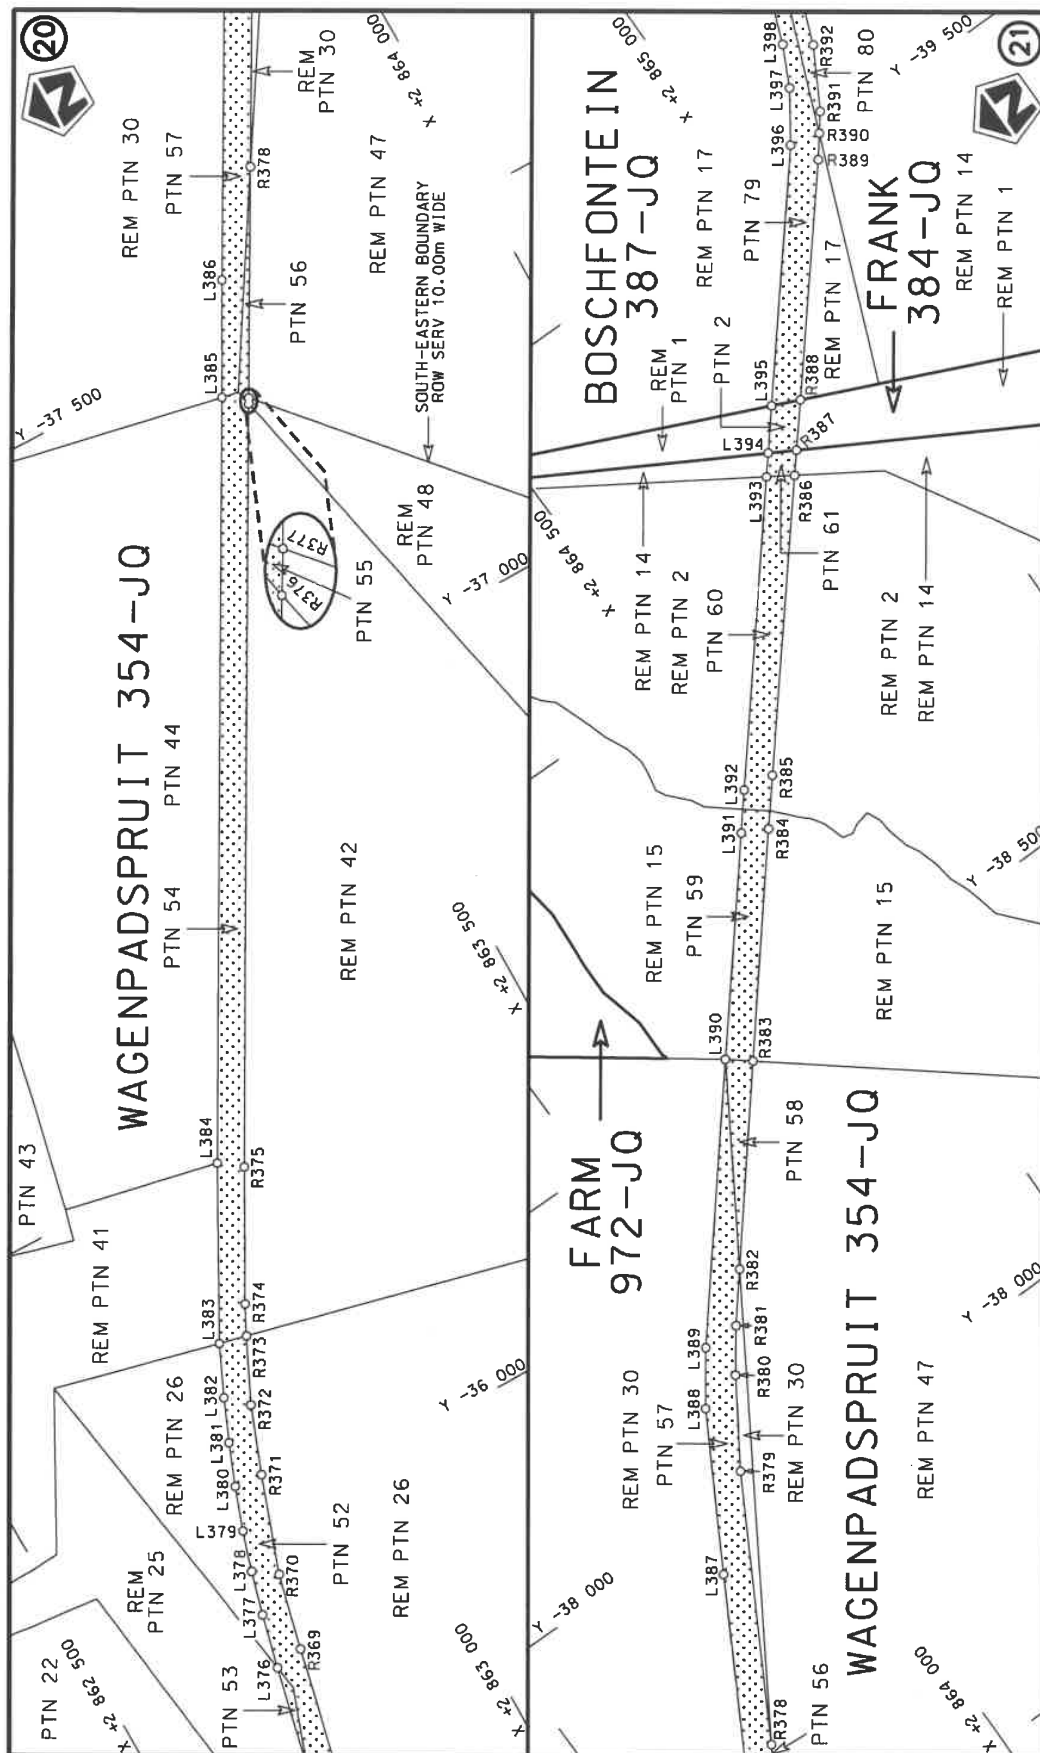 20
PTN 22
X +2 862 500
REM
PTN 25
PTN 43
REM PTN 41
REM PTN 26
PTN 53
L376
L377
L378
L379
L380
L381
L382
L383
L384
L385
L386
R369
R370
R371
R372
R373
R374
R375
R376
R377
R378
PTN 52
REM PTN 26
X +2 863 000
Y -36 000
WAGENPADSPRUIT 354-JQ
PTN 54
PTN 44
REM PTN 42
X +2 863 500
Y -37 000
PTN 55
REM
PTN 48
SOUTH-EASTERN BOUNDARY
ROW SERV 10.00m WIDE
Y -37 500
PTN 56
REM PTN 47
REM PTN 30
PTN 57
REM
PTN 30
X +2 864 000
21
Y -38 000
L387
L388
L389
L390
L391
L392
L393
L394
L395
L396
L397
L398
R378
R379
R380
R381
R382
R383
R384
R385
R386
R387
R388
R389
R390
R391
R392
PTN 56
X +2 864 000
REM PTN 30
PTN 57
REM PTN 30
REM PTN 47
WAGENPADSPRUIT 354-JQ
Y -38 000
PTN 58
FARM
972-JQ
REM PTN 15
PTN 59
REM PTN 15
Y -38 500
REM PTN 14
REM PTN 2
PTN 60
X +2 864 500
PTN 61
REM PTN 2
REM PTN 14
REM
PTN 1
PTN 2
BOSCHFONTEIN
387-JQ
REM PTN 17
PTN 79
REM PTN 17
FRANK
384-JQ
REM PTN 14
REM PTN 1
X +2 865 000
PTN 80
Y -39 500